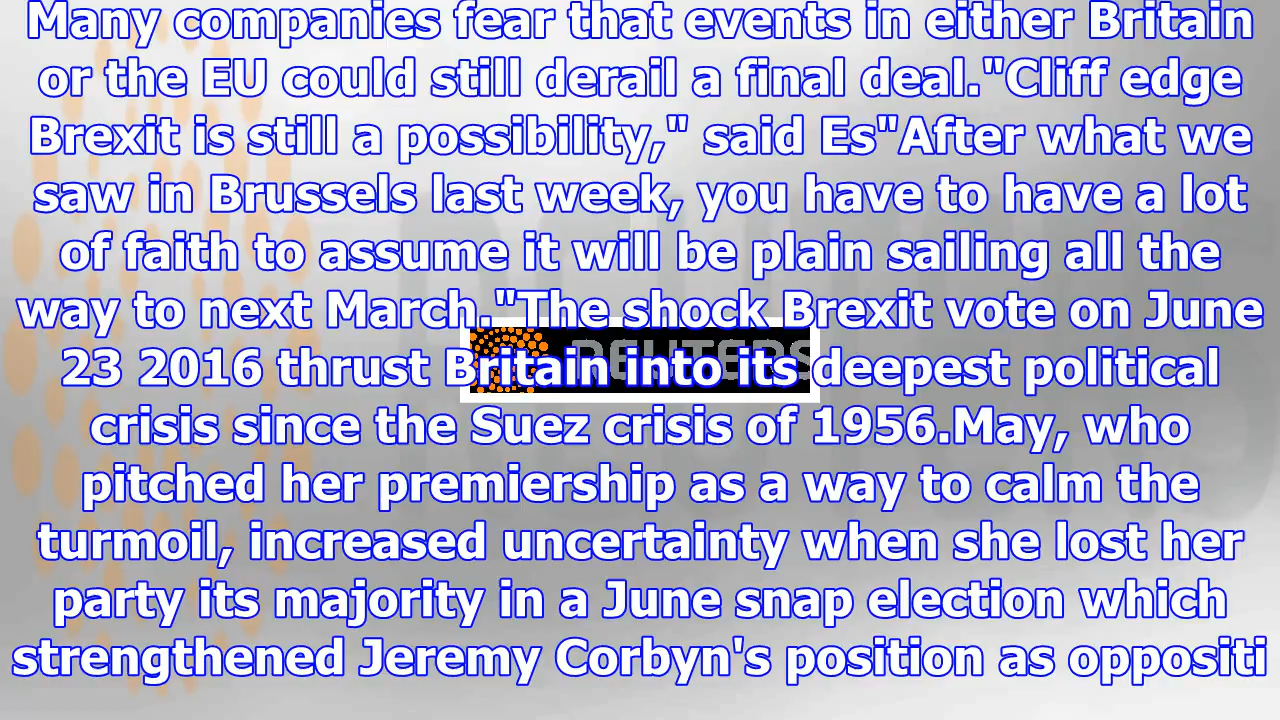 Many companies fear that events in either Britain
or the EU could still derail a final deal."Cliff edge
Brexit is still a possibility," said Es"After what we
saw in Brussels last week, you have to have a lot
of faith to assume it will be plain sailing all the
way to next March."The shock Brexit vote on June
REUTERS
23 2016 thrust Britain into its deepest political
crisis since the Suez crisis of 1956.May, who
pitched her premiership as a way to calm the
turmoil, increased uncertainty when she lost her
party its majority in a June snap election which
strengthened Jeremy Corbyn's position as oppositi